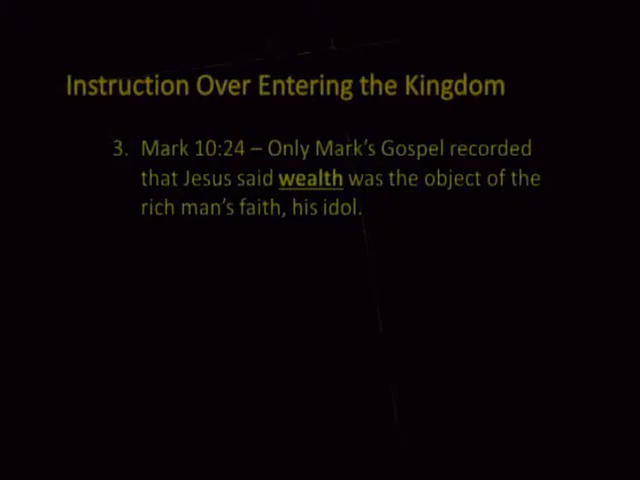 Instruction Over Entering the Kingdom
3. Mark 10:24 – Only Mark's Gospel recorded
that Jesus said wealth was the object of the
rich man's faith, his idol.